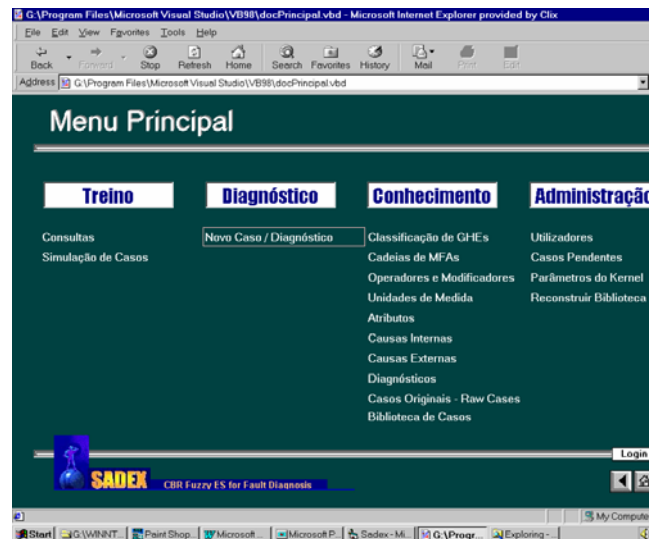 G:\Program Files\Microsoft Visual Studio\VB98\docPrincipal.vbd - Microsoft Internet Explorer provided by Clix
File Edit View Favorites Tools Help
Back Forward Stop Refresh Home Search Favorites History Mail Print Edit
Address G:\Program Files\Microsoft Visual Studio\VB98\docPrincipal.vbd
Menu Principal
Treino Diagnóstico Conhecimento Administração
Consultas Novo Caso / Diagnóstico Classificação de GHEs Utilizadores
Simulação de Casos Cadeias de MFAs Casos Pendentes
Operadores e Modificadores Parâmetros do Kernel
Unidades de Medida Reconstruir Biblioteca
Atributos
Causas Internas
Causas Externas
Diagnósticos
Casos Originais - Raw Cases
Biblioteca de Casos
Login
SADEX CBR Fuzzy ES for Fault Diagnosis
My Compute
Start G:\WINNT... Paint Shop... Microsoft ... Microsoft P... Sadex - Mi... G:\Progr... Exploring - ...